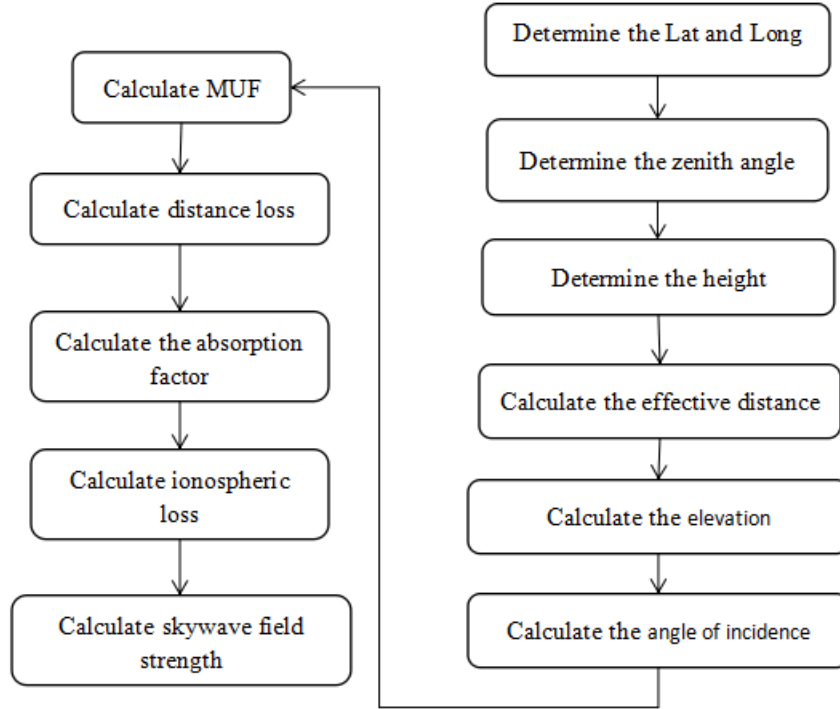 Determine the Lat and Long
Determine the zenith angle
Determine the height
Calculate the effective distance
Calculate the elevation
Calculate the angle of incidence
Calculate MUF
Calculate distance loss
Calculate the absorption
factor
Calculate ionospheric
loss
Calculate skywave field
strength